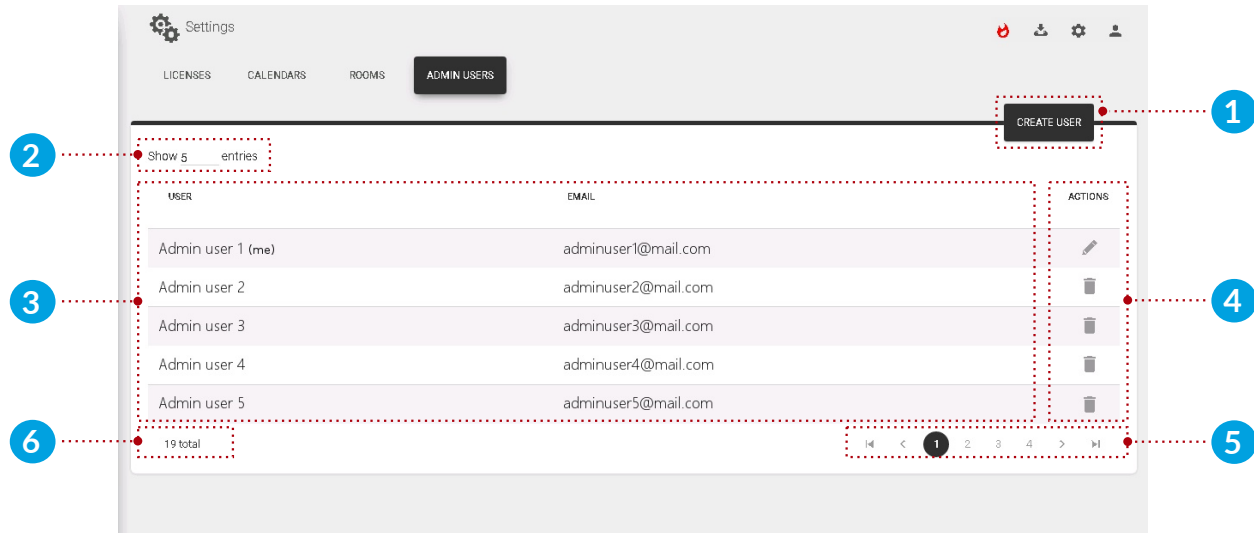 Settings
LICENSES CALENDARS ROOMS ADMIN USERS
1
CREATE USER
2
Show 5 entries
USER EMAIL ACTIONS
Admin user 1 (me) adminuser1@mail.com
Admin user 2 adminuser2@mail.com
3
4
Admin user 3 adminuser3@mail.com
Admin user 4 adminuser4@mail.com
Admin user 5 adminuser5@mail.com
6
19 total
1 2 3 4
5